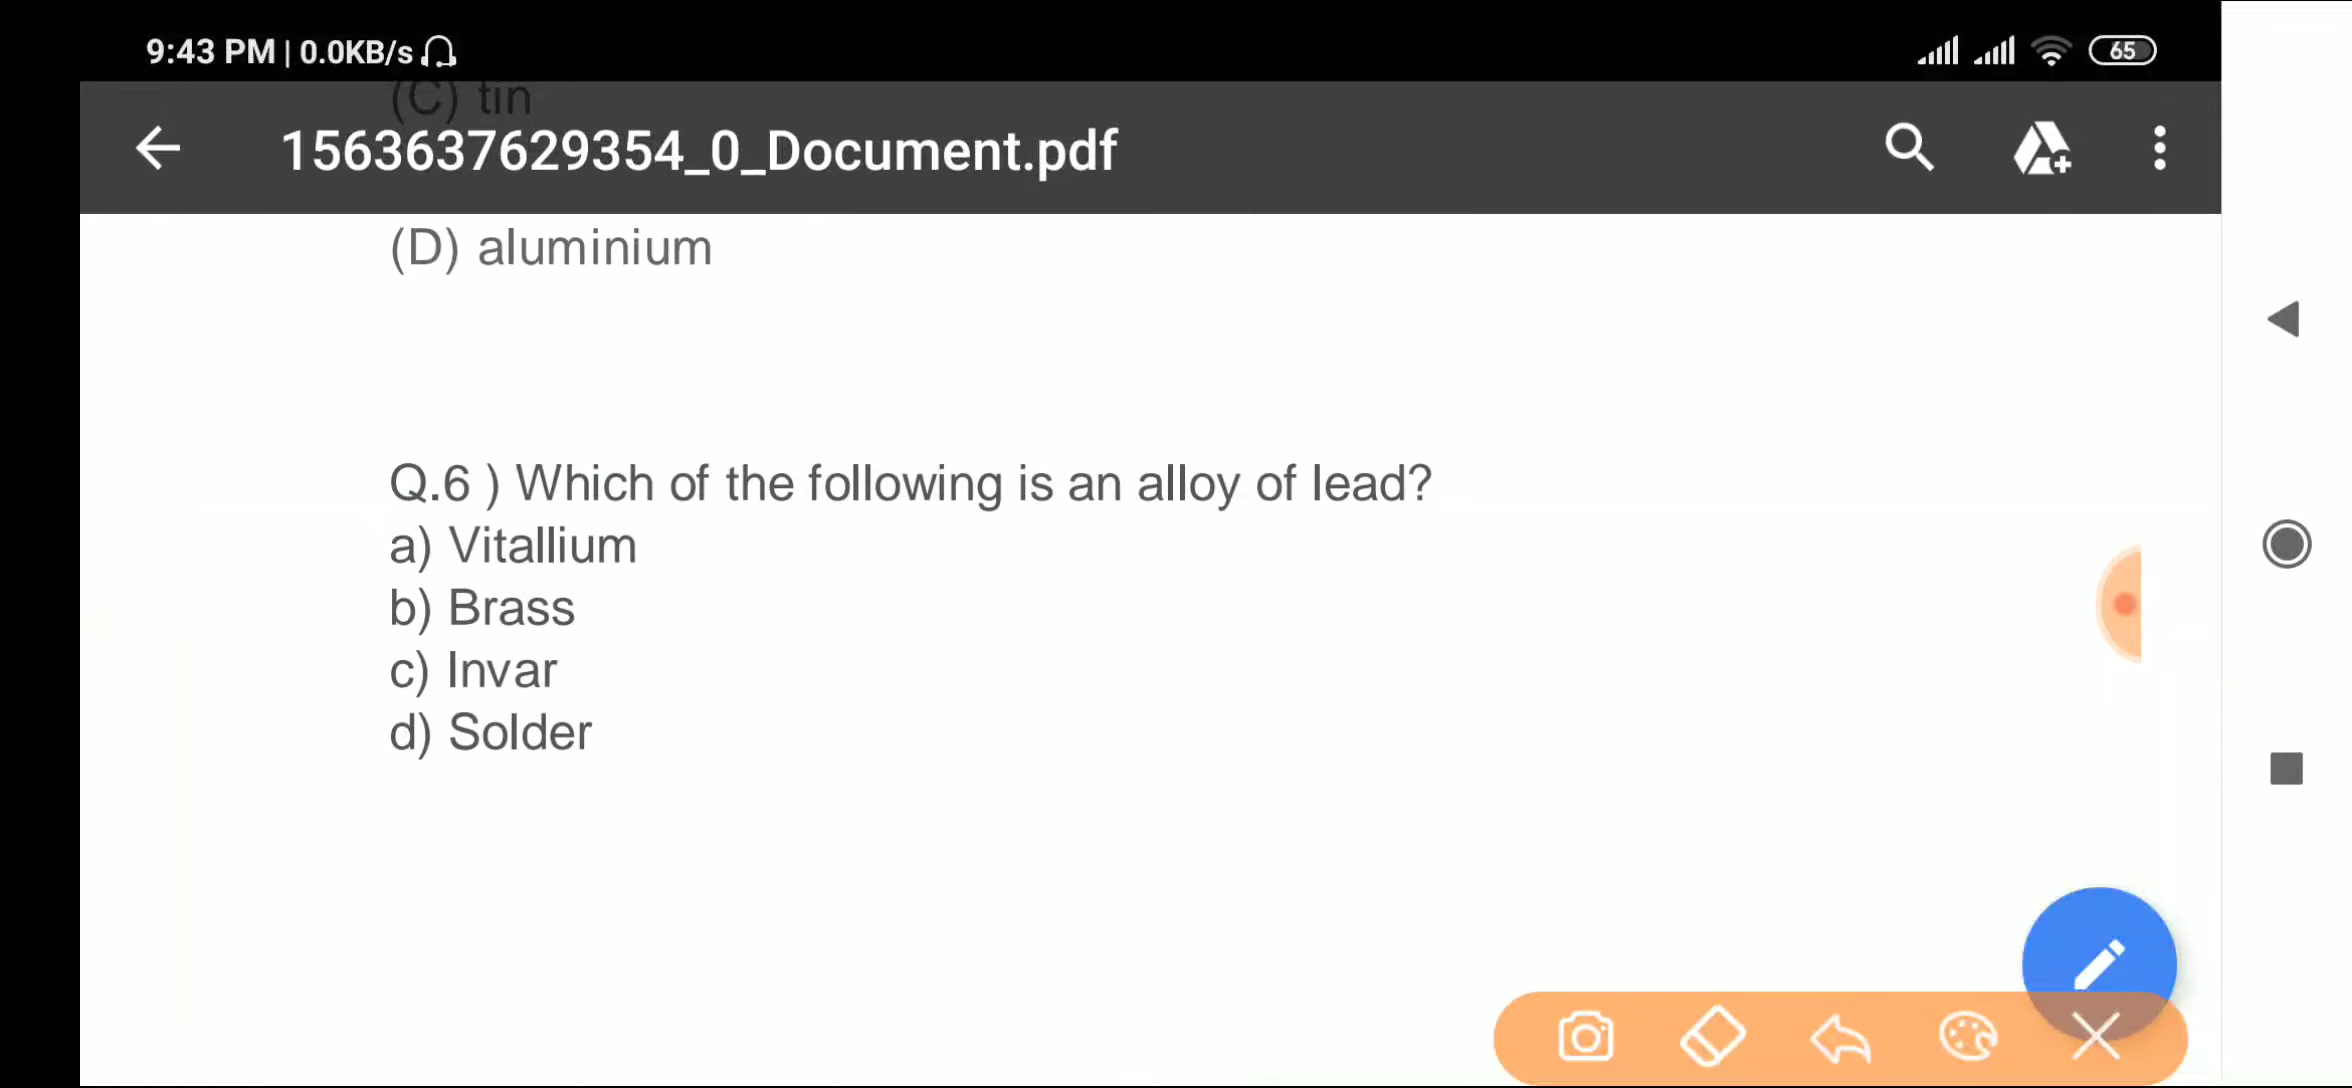 9:43 PM | 0.0KB/s
65
(C) tin
1563637629354_0_Document.pdf
(D) aluminium
Q.6 ) Which of the following is an alloy of lead?
a) Vitallium
b) Brass
c) Invar
d) Solder